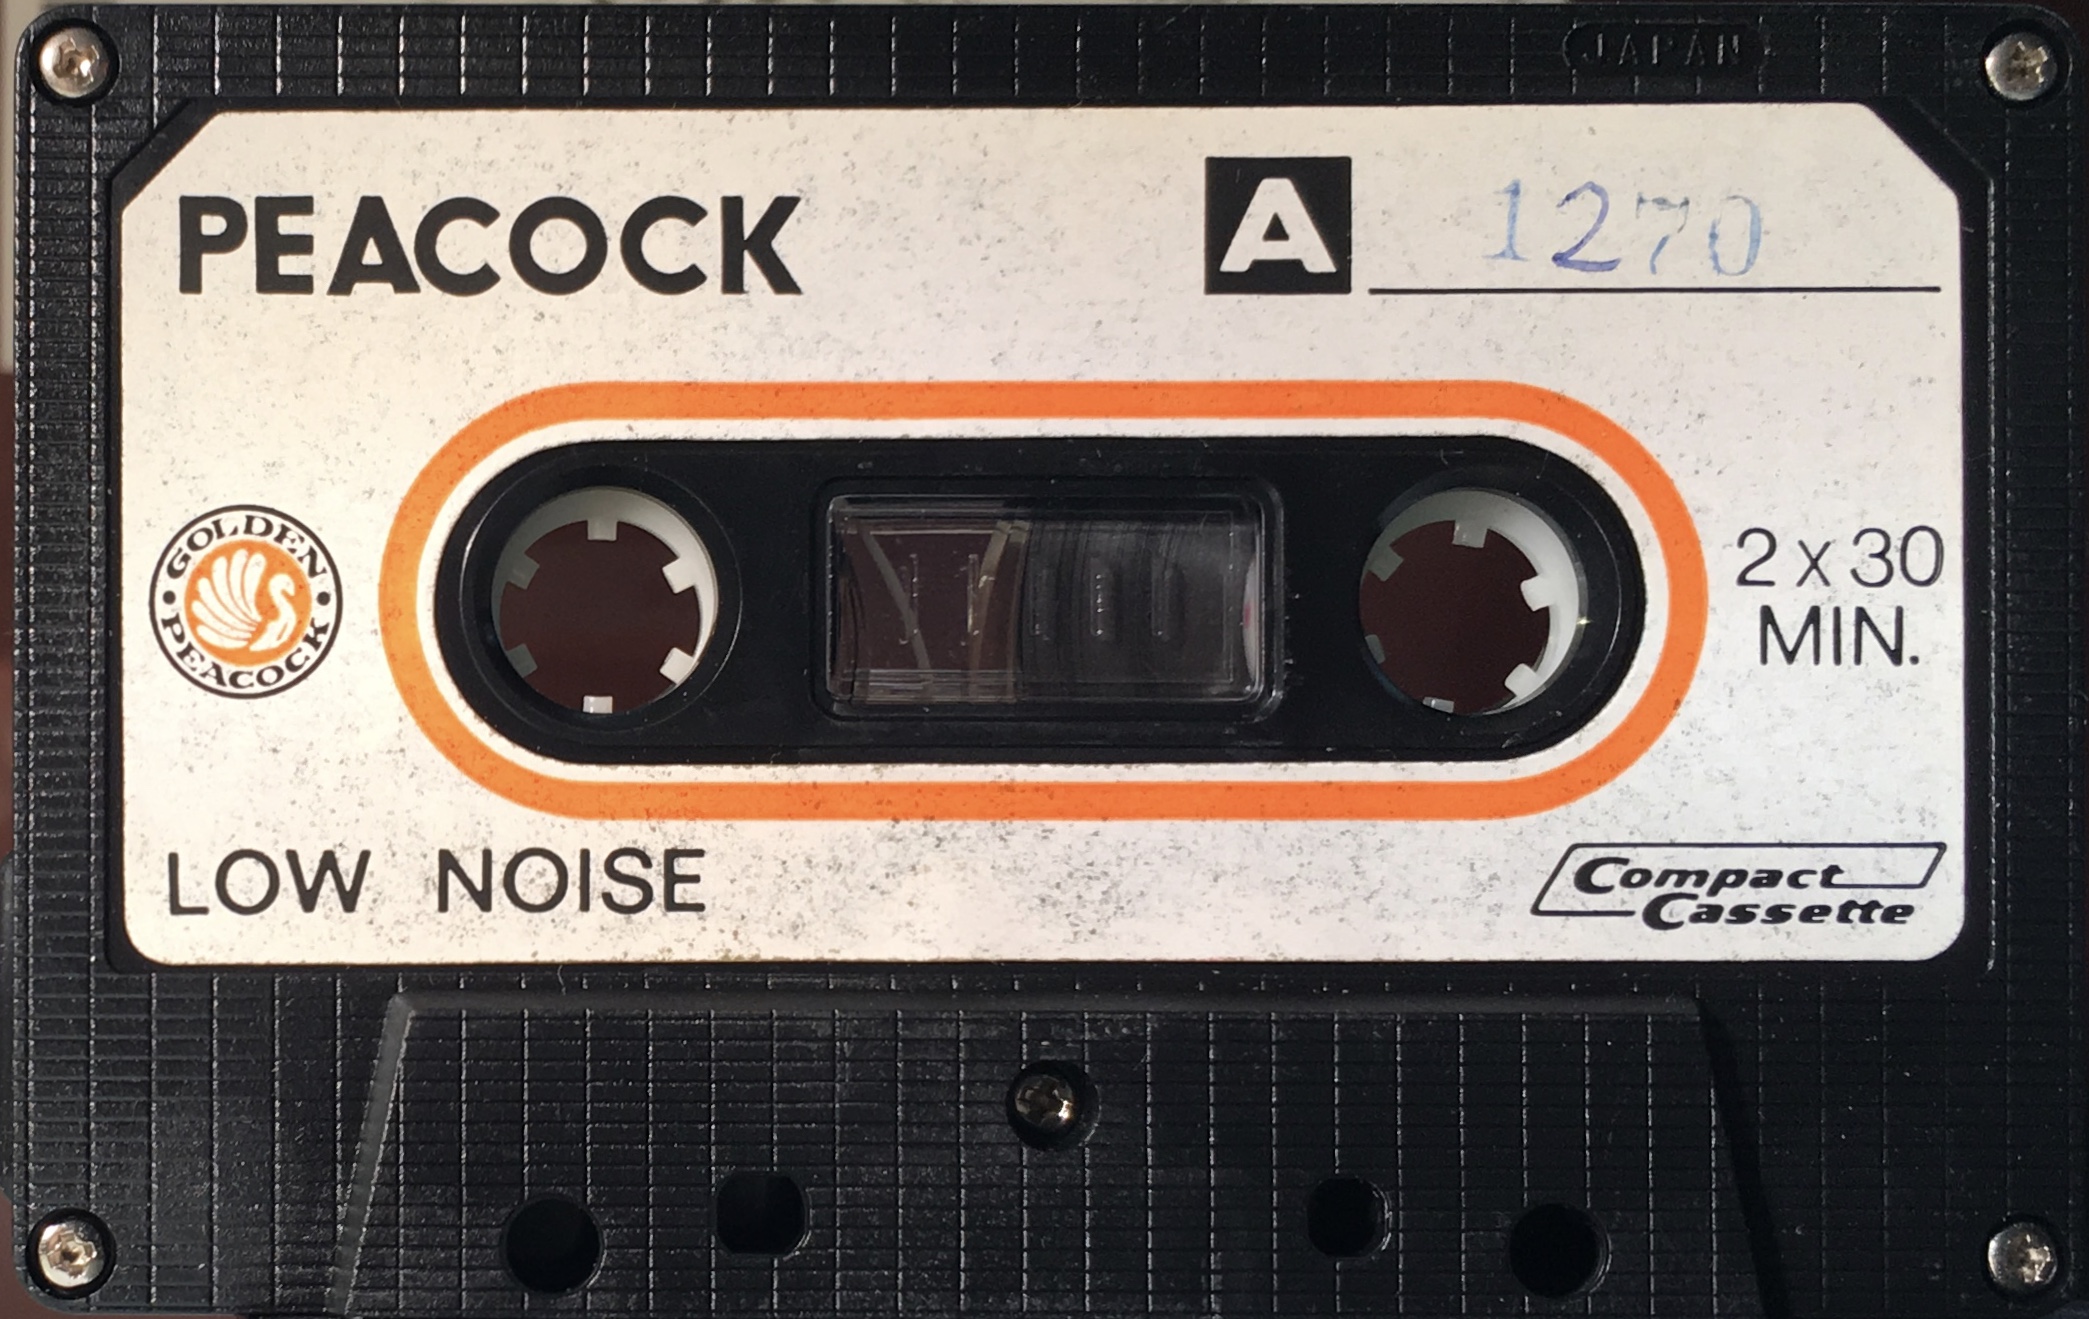 JAPAN
PEACOCK
A 1270
GOLDEN
PEACOCK
2 x 30
MIN.
LOW NOISE
Compact
Cassette